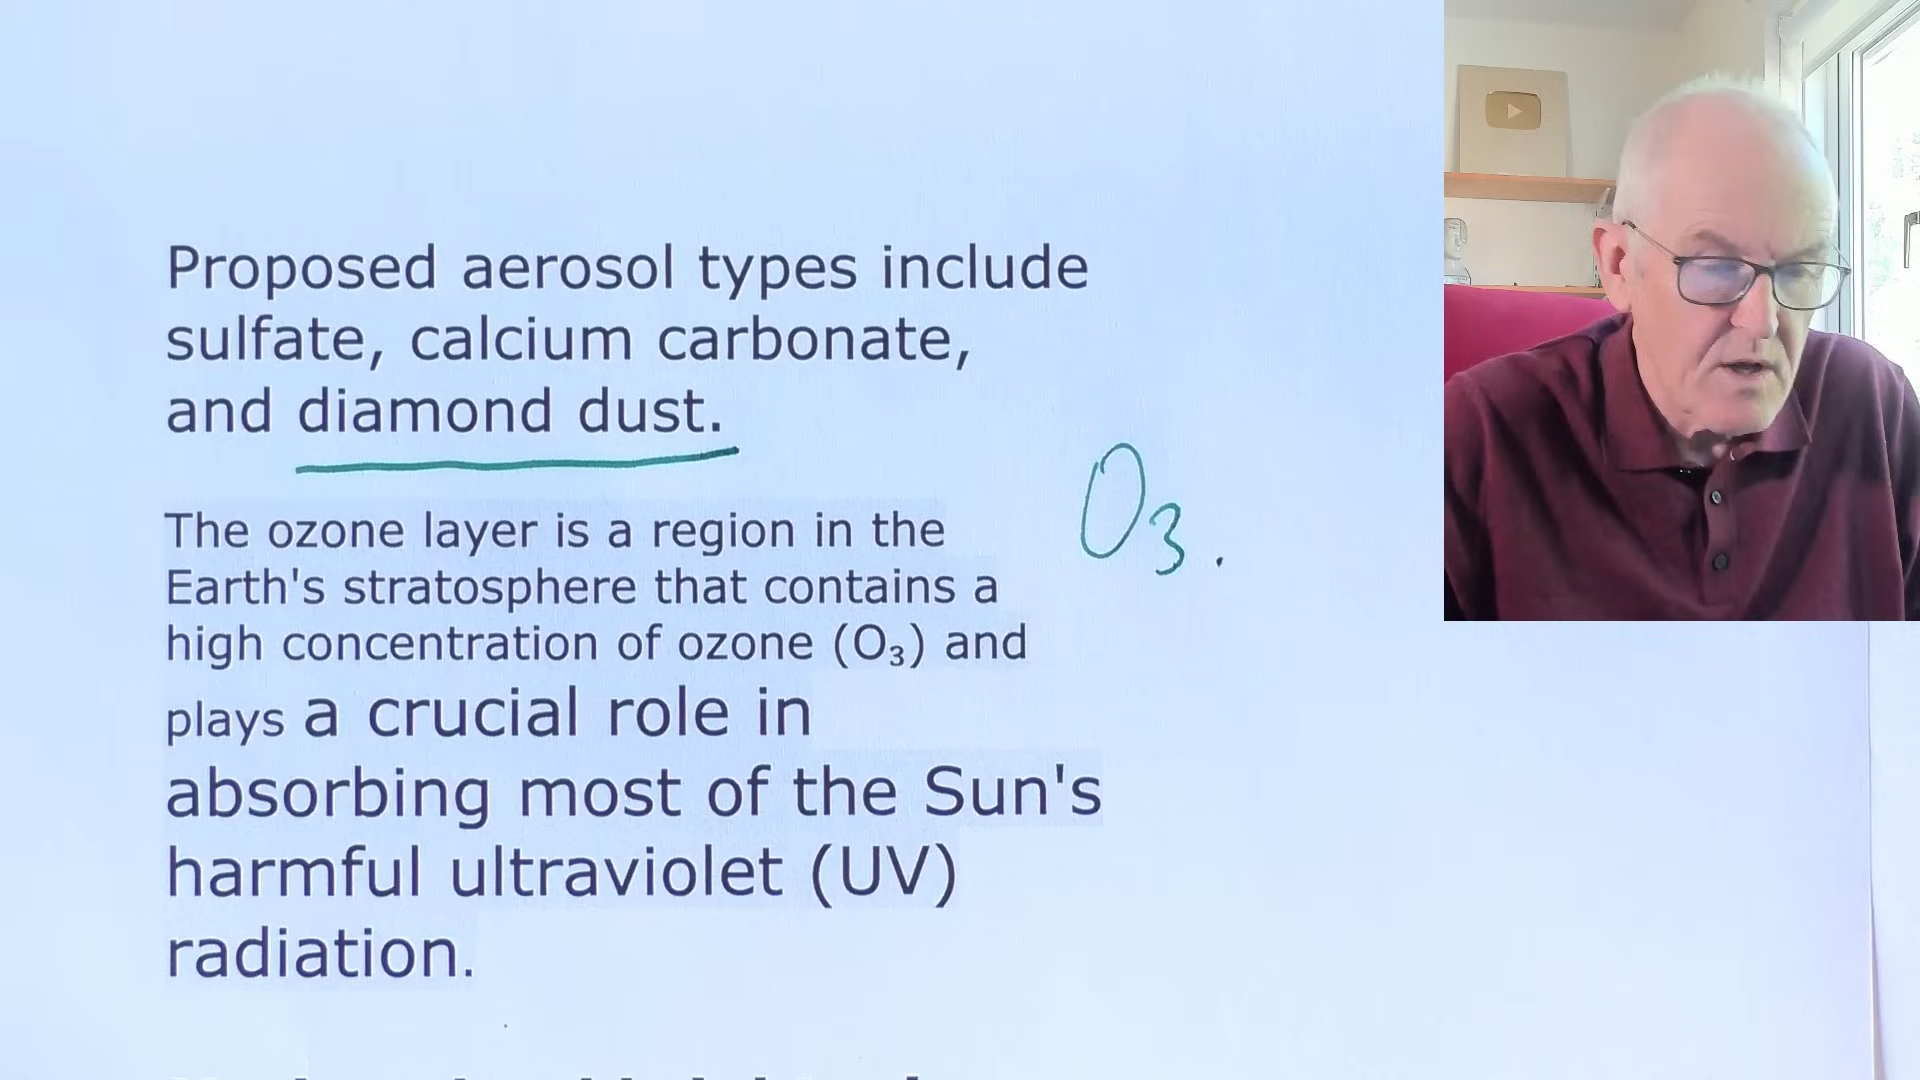 Proposed aerosol types include
sulfate, calcium carbonate,
and diamond dust.
O₃.
The ozone layer is a region in the
Earth's stratosphere that contains a
high concentration of ozone (O₃) and
plays a crucial role in
absorbing most of the Sun's
harmful ultraviolet (UV)
radiation.